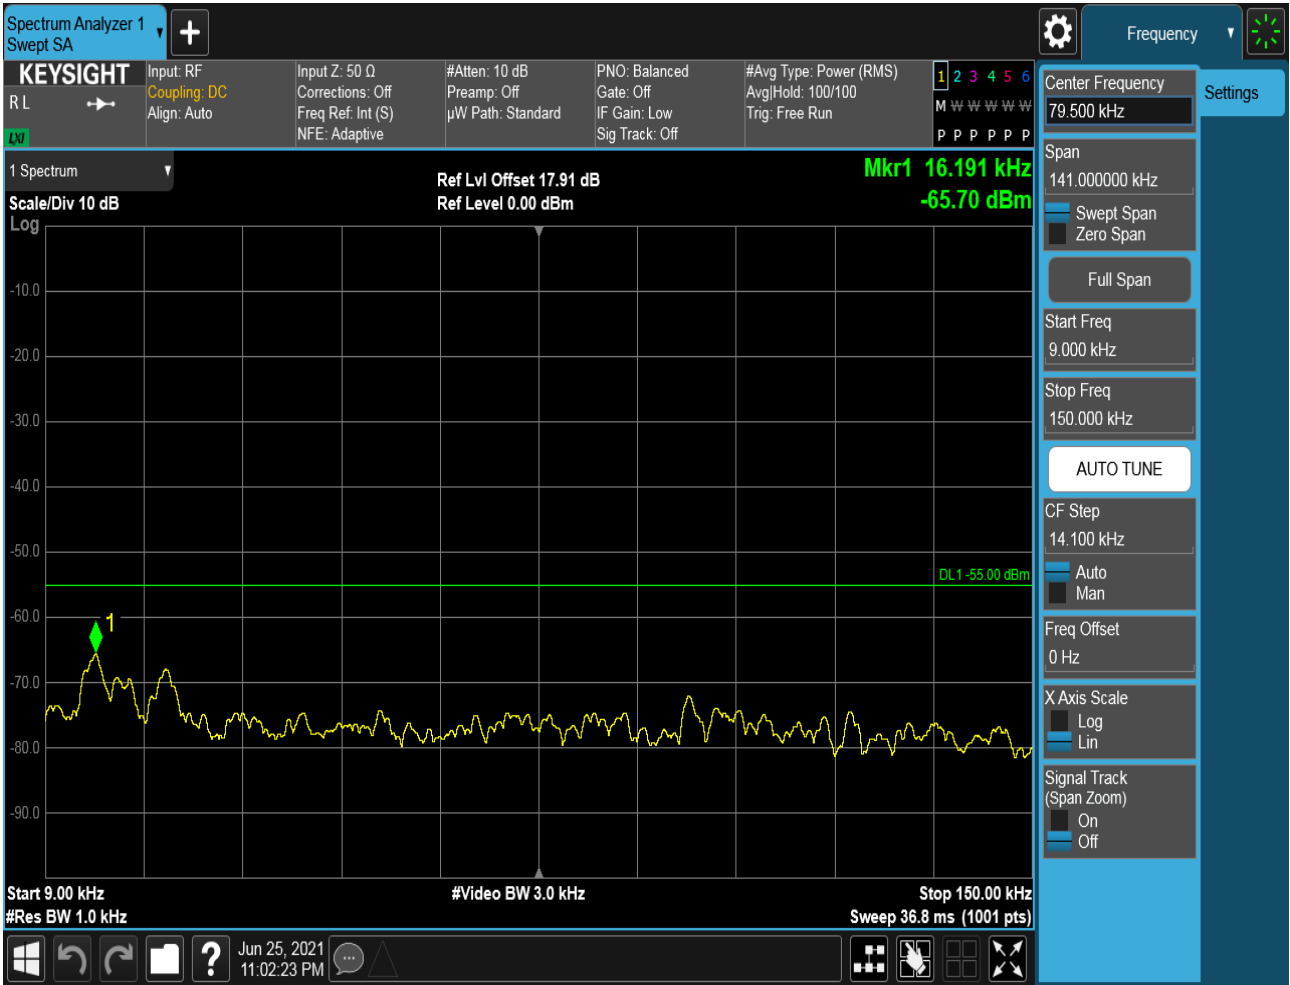 Spectrum Analyzer 1
Swept SA
Frequency
KEYSIGHT
R L
LXI
Input: RF
Coupling: DC
Align: Auto
Input Z: 50 Ω
Corrections: Off
Freq Ref: Int (S)
NFE: Adaptive
#Atten: 10 dB
Preamp: Off
µW Path: Standard
PNO: Balanced
Gate: Off
IF Gain: Low
Sig Track: Off
#Avg Type: Power (RMS)
Avg|Hold: 100/100
Trig: Free Run
1 2 3 4 5 6
M W W W W W
P P P P P P
1 Spectrum
Scale/Div 10 dB
Log
Ref Lvl Offset 17.91 dB
Ref Level 0.00 dBm
Mkr1 16.191 kHz
-65.70 dBm
-10.0
-20.0
-30.0
-40.0
-50.0
DL1 -55.00 dBm
-60.0
1
-70.0
-80.0
-90.0
Start 9.00 kHz
#Video BW 3.0 kHz
Stop 150.00 kHz
#Res BW 1.0 kHz
Sweep 36.8 ms (1001 pts)
Jun 25, 2021
11:02:23 PM
?
Center Frequency
79.500 kHz
Settings
Span
141.000000 kHz
Swept Span
Zero Span
Full Span
Start Freq
9.000 kHz
Stop Freq
150.000 kHz
AUTO TUNE
CF Step
14.100 kHz
Auto
Man
Freq Offset
0 Hz
X Axis Scale
Log
Lin
Signal Track
(Span Zoom)
On
Off